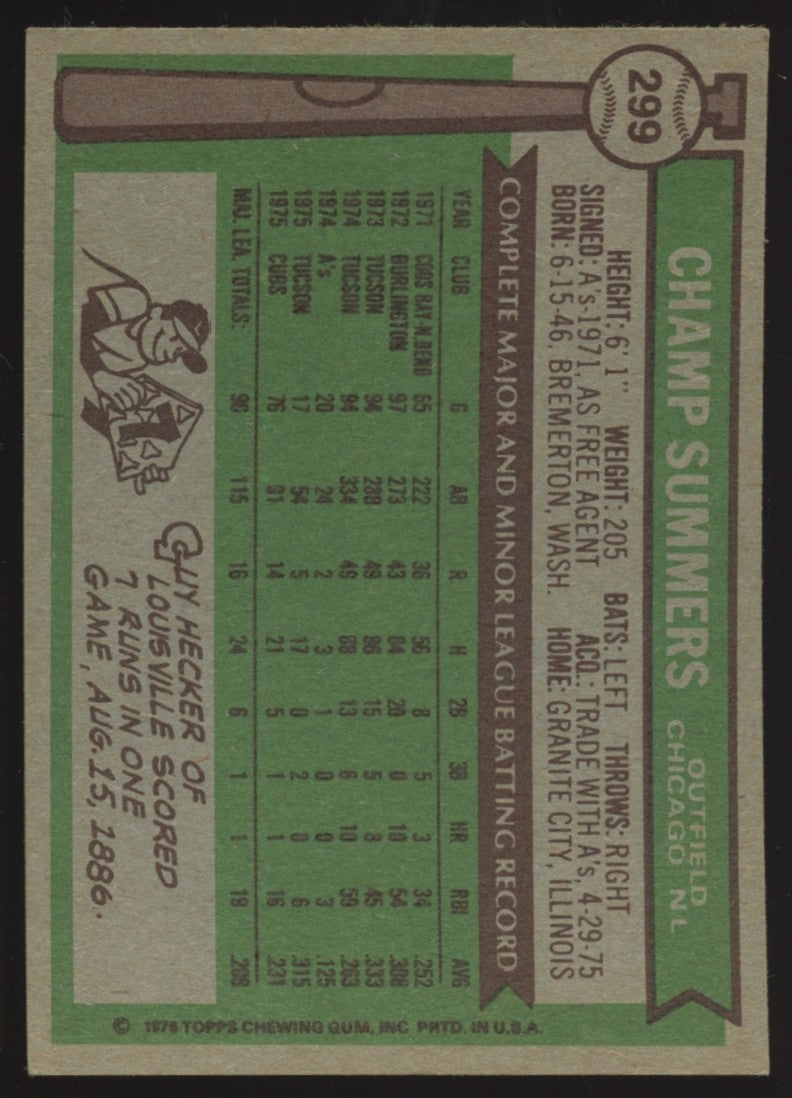 299
CHAMP SUMMERS
OUTFIELD
CHICAGO NL
HEIGHT: 6' 1" WEIGHT: 205 BATS: LEFT THROWS: RIGHT
SIGNED: A's-1971, AS FREE AGENT ACQ.: TRADE WITH A's, 4-29-75
BORN: 6-15-46, BREMERTON, WASH. HOME: GRANITE CITY, ILLINOIS
COMPLETE MAJOR AND MINOR LEAGUE BATTING RECORD
YEAR CLUB G AB R H 2B 3B HR RBI AVG
1971 COOS BAY-N. BEND 65 222 36 56 8 5 3 34 .252
1972 BURLINGTON 97 273 43 84 20 0 10 54 .308
1973 TUCSON 94 288 49 96 15 5 8 45 .333
1974 TUCSON 94 334 49 88 13 6 10 59 .263
1974 A's 20 24 2 3 1 0 0 3 .125
1975 TUCSON 17 54 5 17 0 2 0 6 .315
1975 CUBS 76 91 14 21 5 1 1 16 .231
MAJ. LEA. TOTALS: 96 115 16 24 6 1 1 19 .209
GUY HECKER OF
LOUISVILLE SCORED
7 RUNS IN ONE
GAME, AUG. 15, 1886.
© 1976 TOPPS CHEWING GUM, INC. PRTD. IN U.S.A.